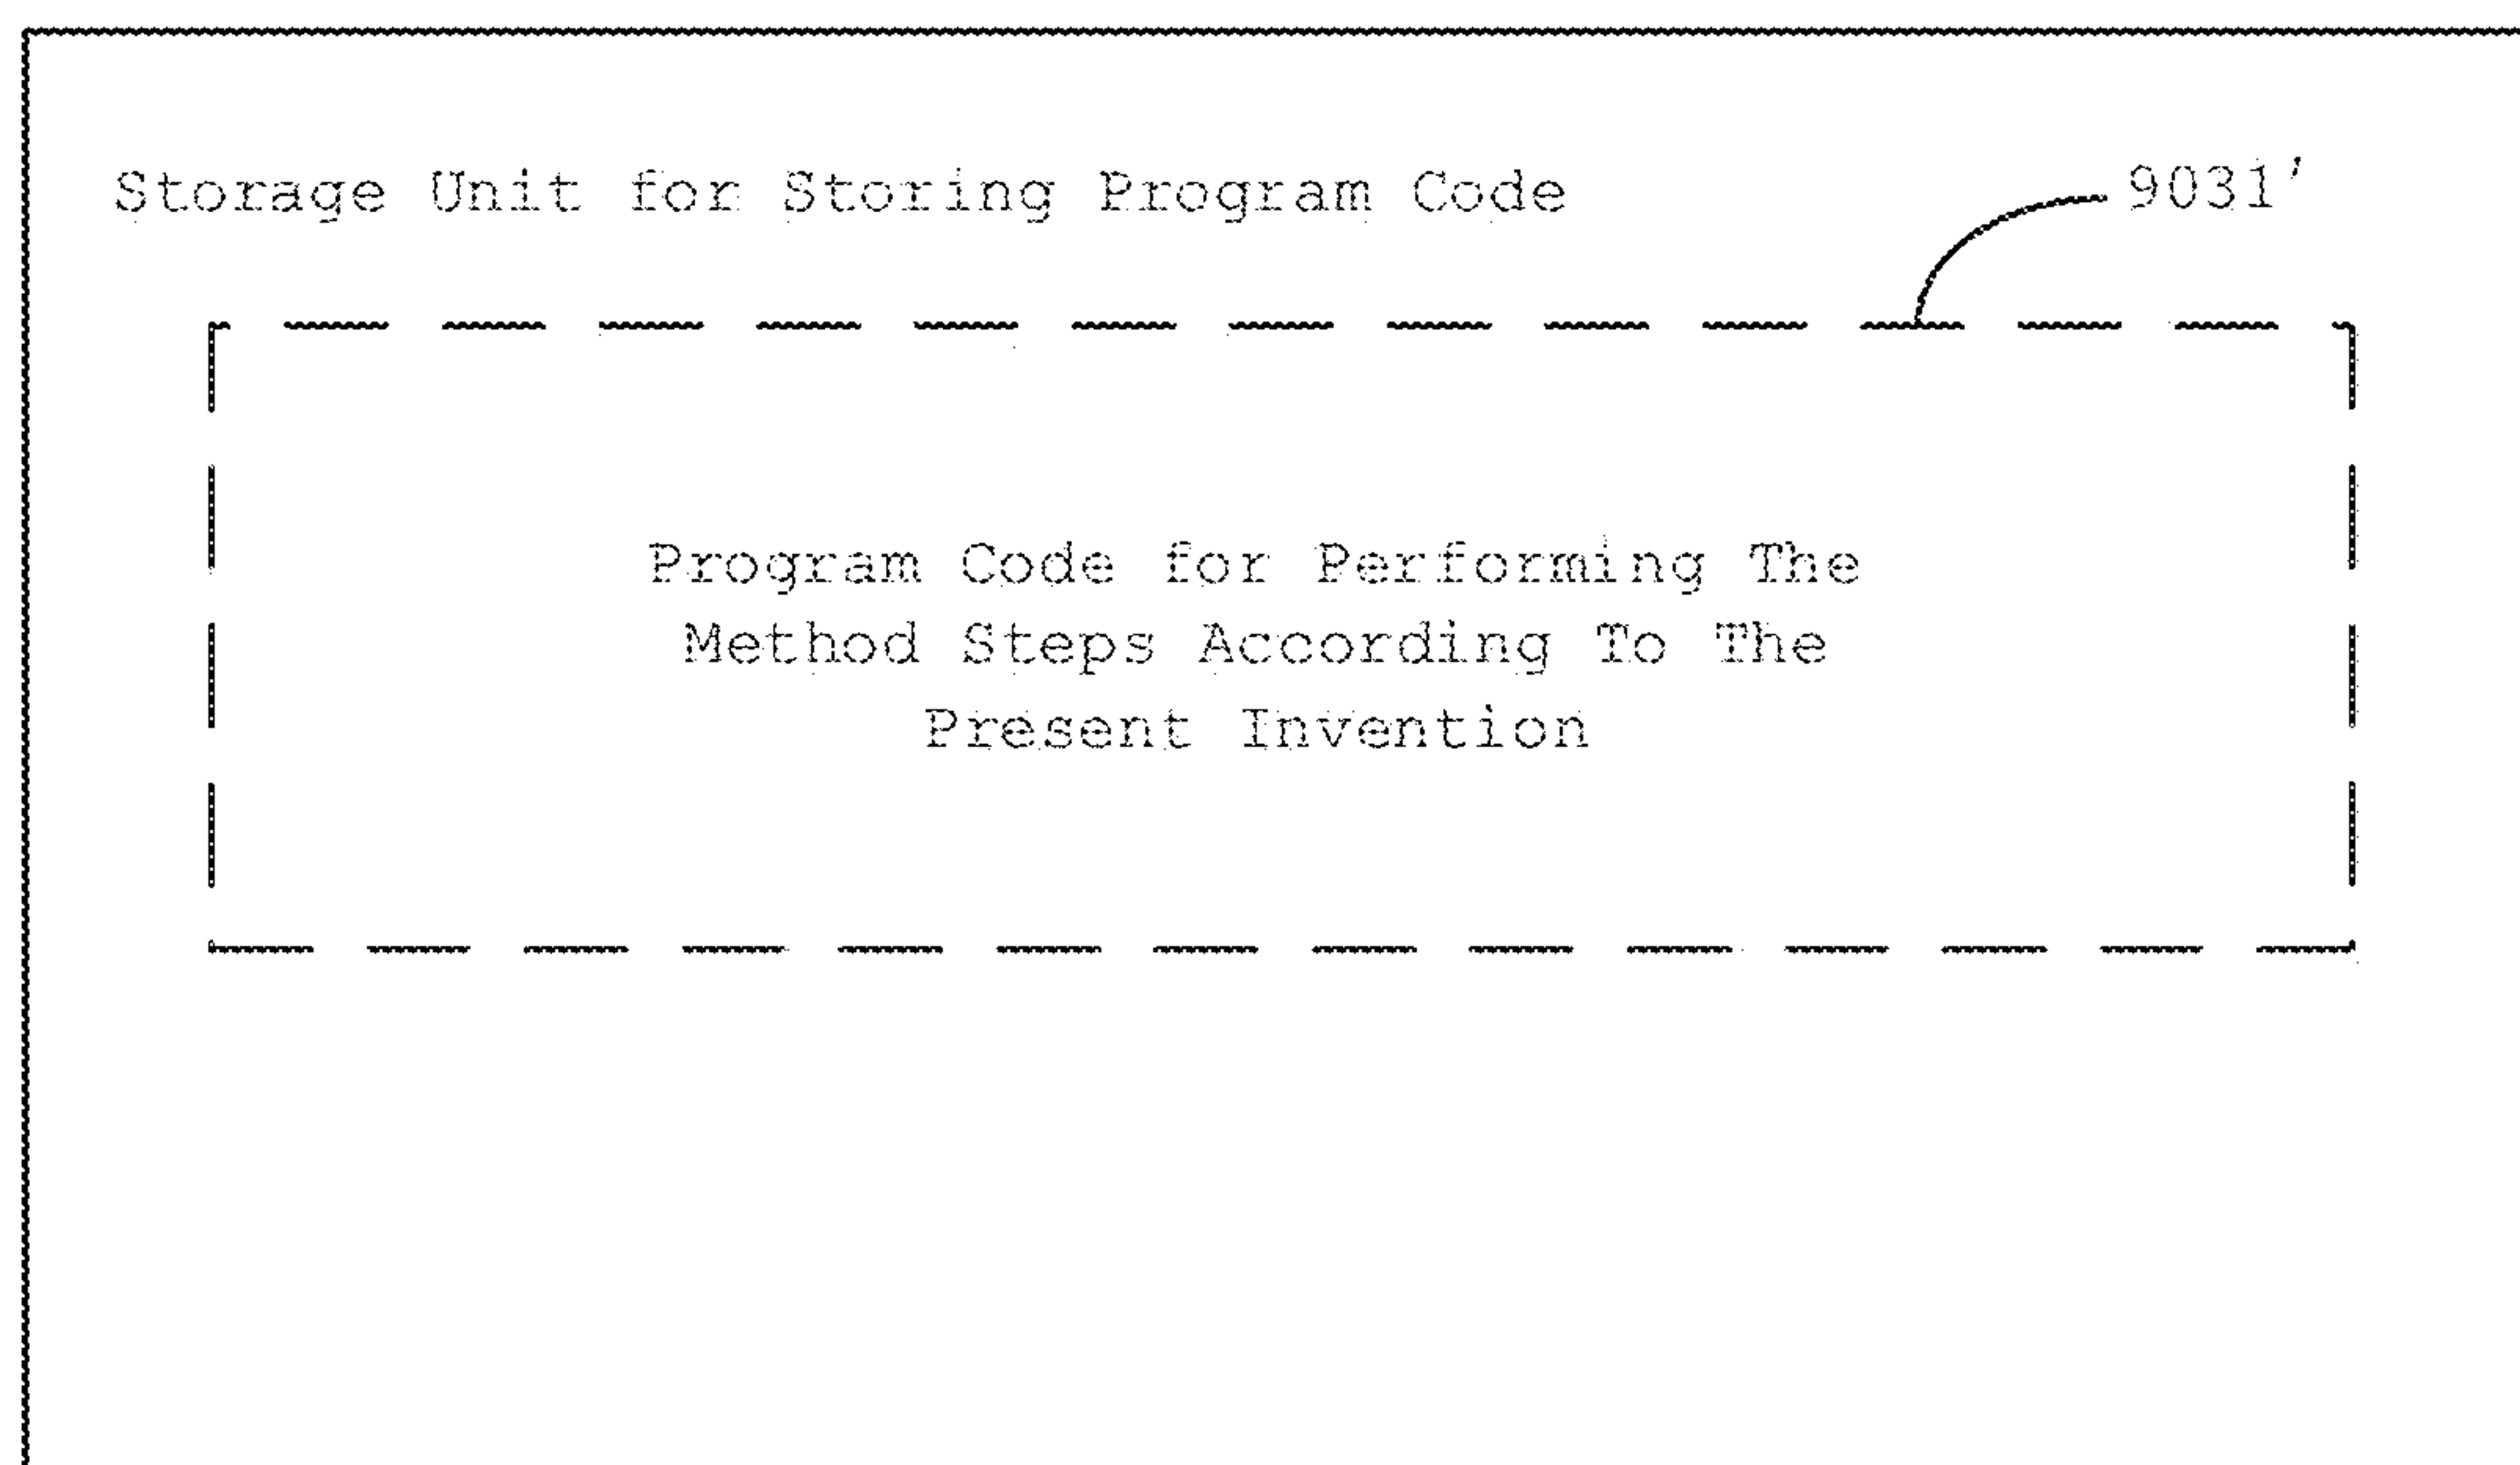 Storage Unit for Storing Program Code
9031'
Program Code for Performing The
Method Steps According To The
Present Invention